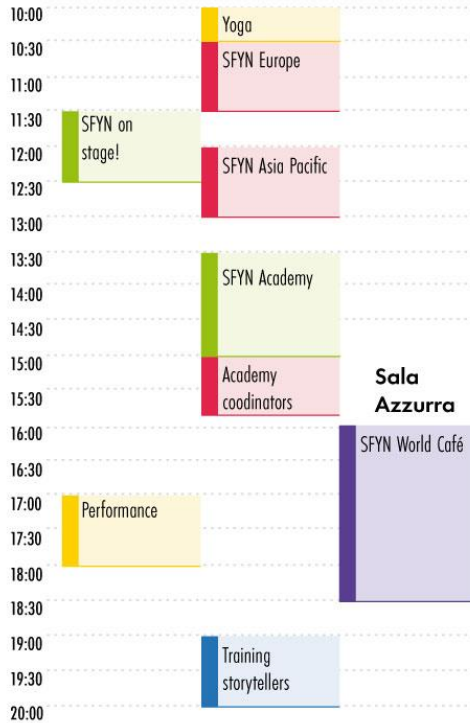 10:00
Yoga
10:30
SFYN Europe
11:00
11:30
SFYN on
stage!
12:00
SFYN Asia Pacific
12:30
13:00
13:30
SFYN Academy
14:00
14:30
15:00
Academy
coodinators
Sala
Azzurra
15:30
16:00
SFYN World Café
16:30
17:00
Performance
17:30
18:00
18:30
19:00
Training
storytellers
19:30
20:00